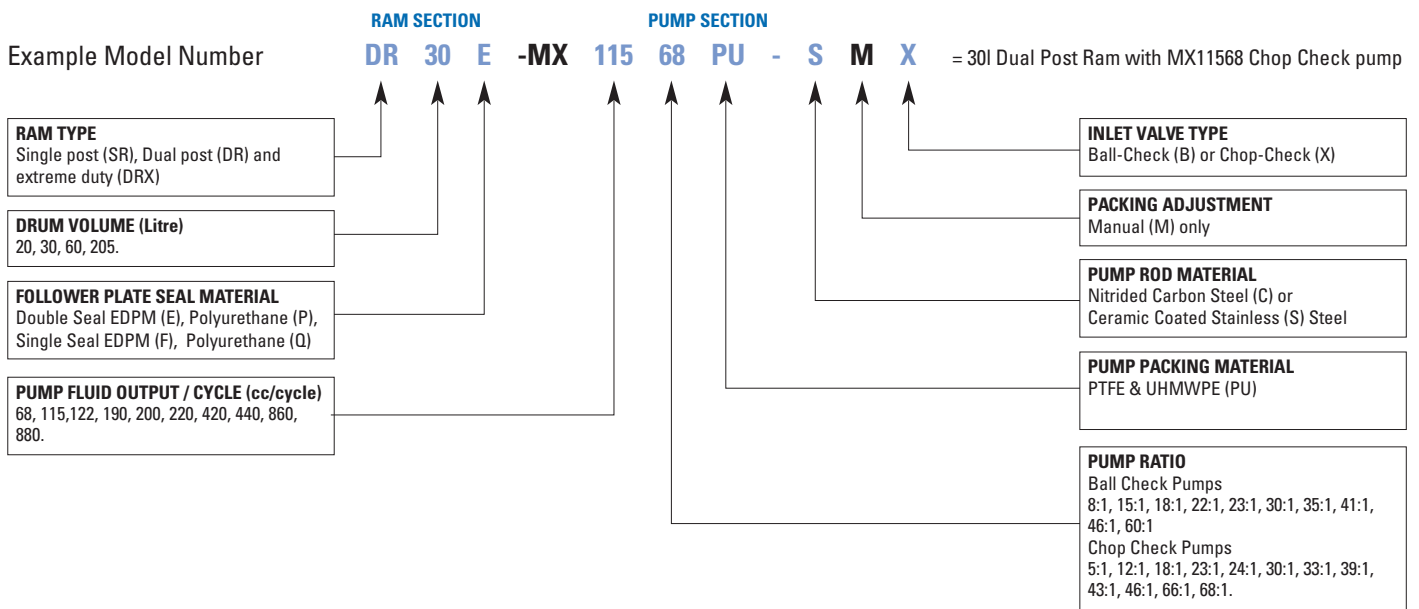 RAM SECTION PUMP SECTION
Example Model Number DR 30 E -MX 115 68 PU - S M X = 30l Dual Post Ram with MX11568 Chop Check pump
RAM TYPE
Single post (SR), Dual post (DR) and
extreme duty (DRX)
DRUM VOLUME (Litre)
20, 30, 60, 205.
FOLLOWER PLATE SEAL MATERIAL
Double Seal EDPM (E), Polyurethane (P),
Single Seal EDPM (F), Polyurethane (Q)
PUMP FLUID OUTPUT / CYCLE (cc/cycle)
68, 115,122, 190, 200, 220, 420, 440, 860,
880.
INLET VALVE TYPE
Ball-Check (B) or Chop-Check (X)
PACKING ADJUSTMENT
Manual (M) only
PUMP ROD MATERIAL
Nitrided Carbon Steel (C) or
Ceramic Coated Stainless (S) Steel
PUMP PACKING MATERIAL
PTFE & UHMWPE (PU)
PUMP RATIO
Ball Check Pumps
8:1, 15:1, 18:1, 22:1, 23:1, 30:1, 35:1, 41:1,
46:1, 60:1
Chop Check Pumps
5:1, 12:1, 18:1, 23:1, 24:1, 30:1, 33:1, 39:1,
43:1, 46:1, 66:1, 68:1.